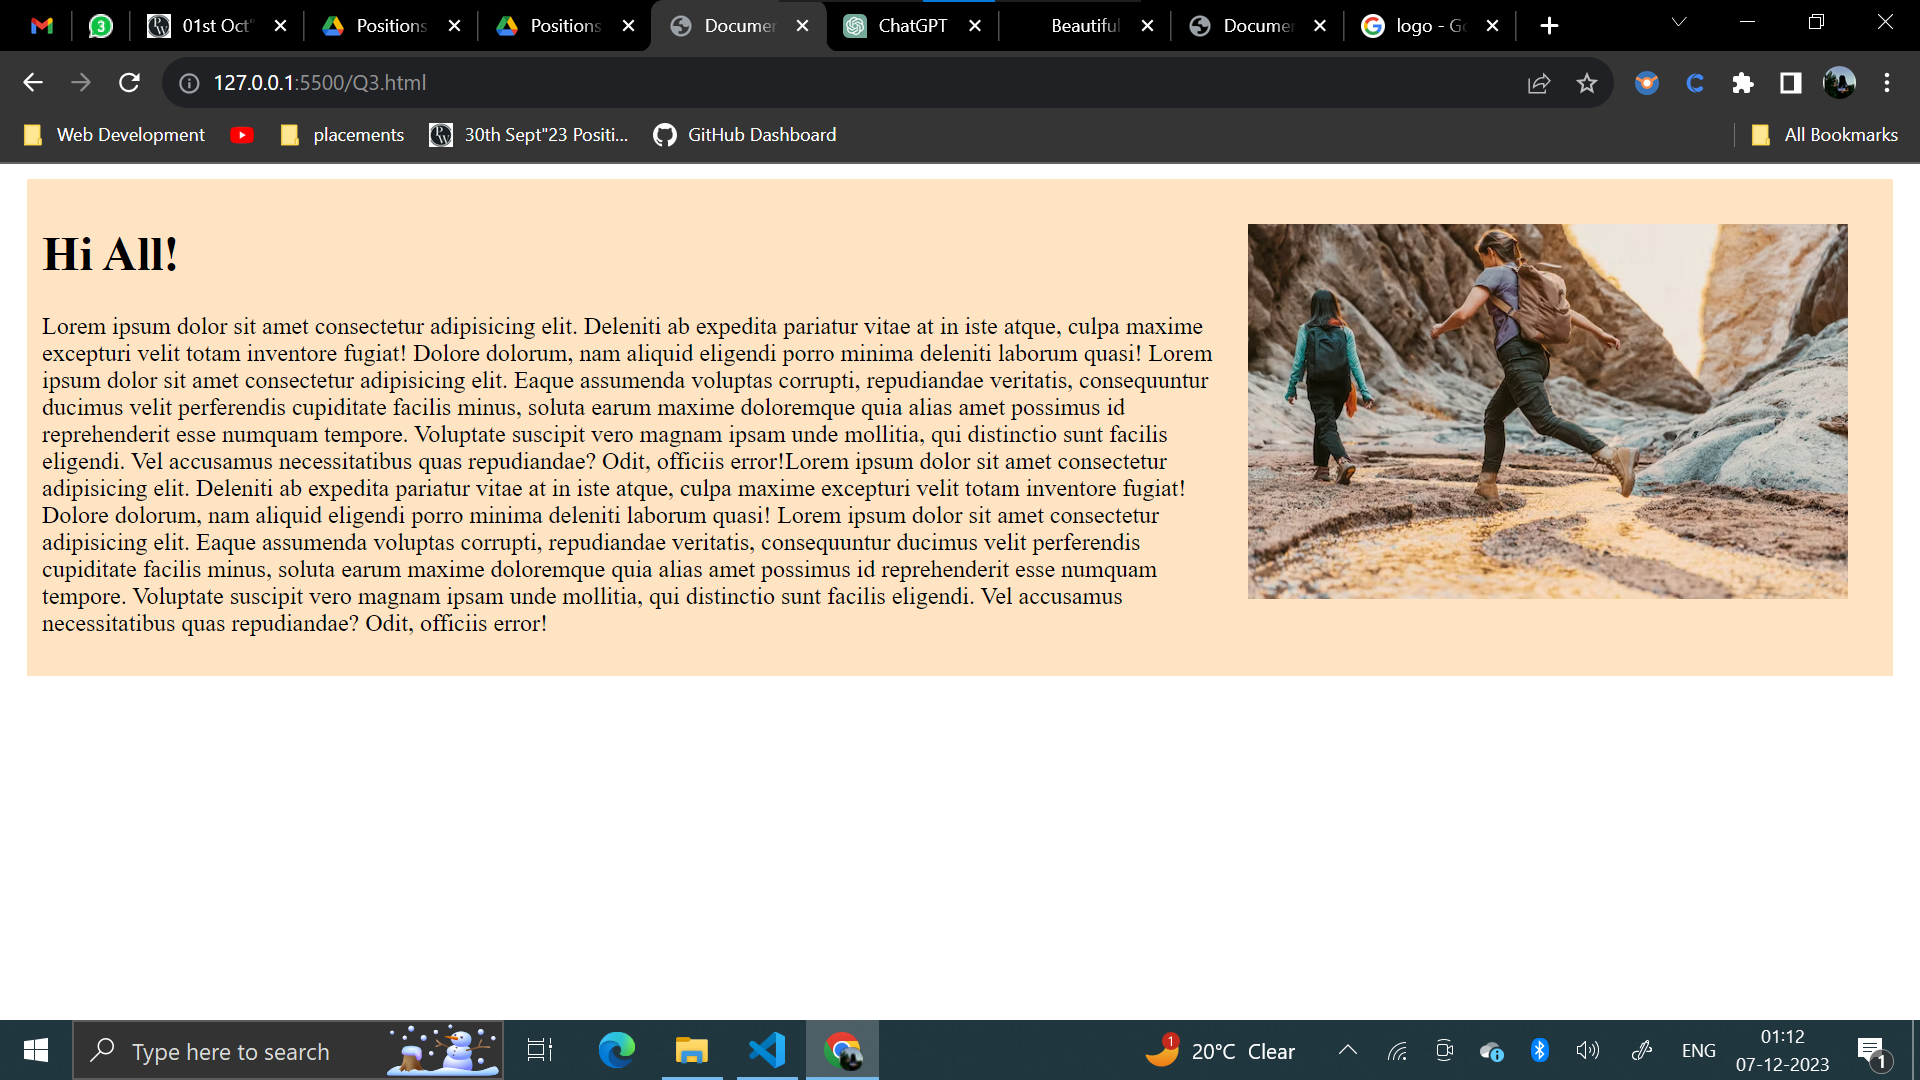 3
01st Oct"
Positions
Positions
Documen
ChatGPT
Beautiful
Documen
logo - Go
127.0.0.1:5500/Q3.html
Web Development
placements
30th Sept"23 Positi...
GitHub Dashboard
All Bookmarks
Hi All!
Lorem ipsum dolor sit amet consectetur adipisicing elit. Deleniti ab expedita pariatur vitae at in iste atque, culpa maxime
excepturi velit totam inventore fugiat! Dolore dolorum, nam aliquid eligendi porro minima deleniti laborum quasi! Lorem
ipsum dolor sit amet consectetur adipisicing elit. Eaque assumenda voluptas corrupti, repudiandae veritatis, consequuntur
ducimus velit perferendis cupiditate facilis minus, soluta earum maxime doloremque quia alias amet possimus id
reprehenderit esse numquam tempore. Voluptate suscipit vero magnam ipsam unde mollitia, qui distinctio sunt facilis
eligendi. Vel accusamus necessitatibus quas repudiandae? Odit, officiis error!Lorem ipsum dolor sit amet consectetur
adipisicing elit. Deleniti ab expedita pariatur vitae at in iste atque, culpa maxime excepturi velit totam inventore fugiat!
Dolore dolorum, nam aliquid eligendi porro minima deleniti laborum quasi! Lorem ipsum dolor sit amet consectetur
adipisicing elit. Eaque assumenda voluptas corrupti, repudiandae veritatis, consequuntur ducimus velit perferendis
cupiditate facilis minus, soluta earum maxime doloremque quia alias amet possimus id reprehenderit esse numquam
tempore. Voluptate suscipit vero magnam ipsam unde mollitia, qui distinctio sunt facilis eligendi. Vel accusamus
necessitatibus quas repudiandae? Odit, officiis error!
Type here to search
1
20°C Clear
ENG
01:12
07-12-2023
1